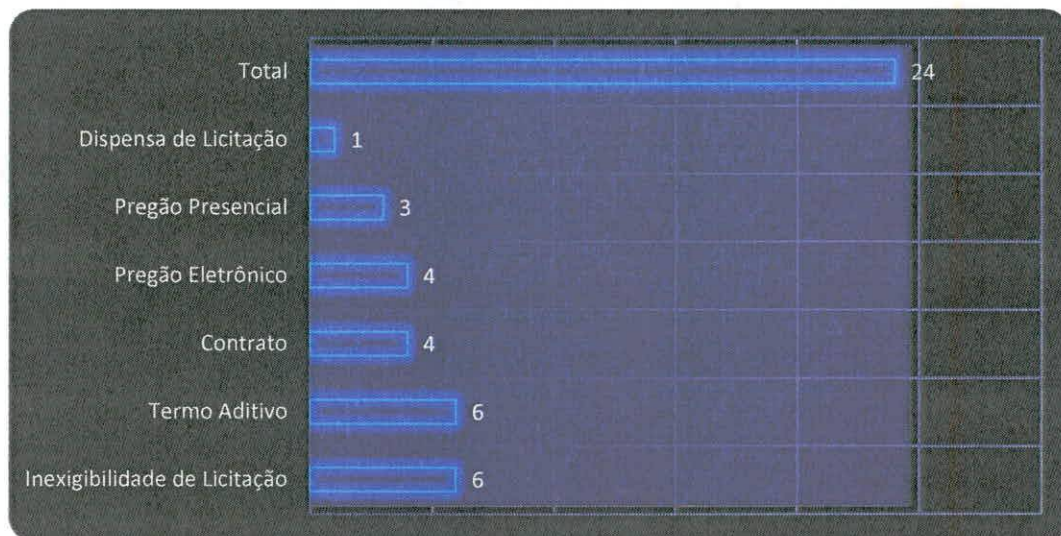 Total 24
Dispensa de Licitação 1
Pregão Presencial 3
Pregão Eletrônico 4
Contrato 4
Termo Aditivo 6
Inexigibilidade de Licitação 6